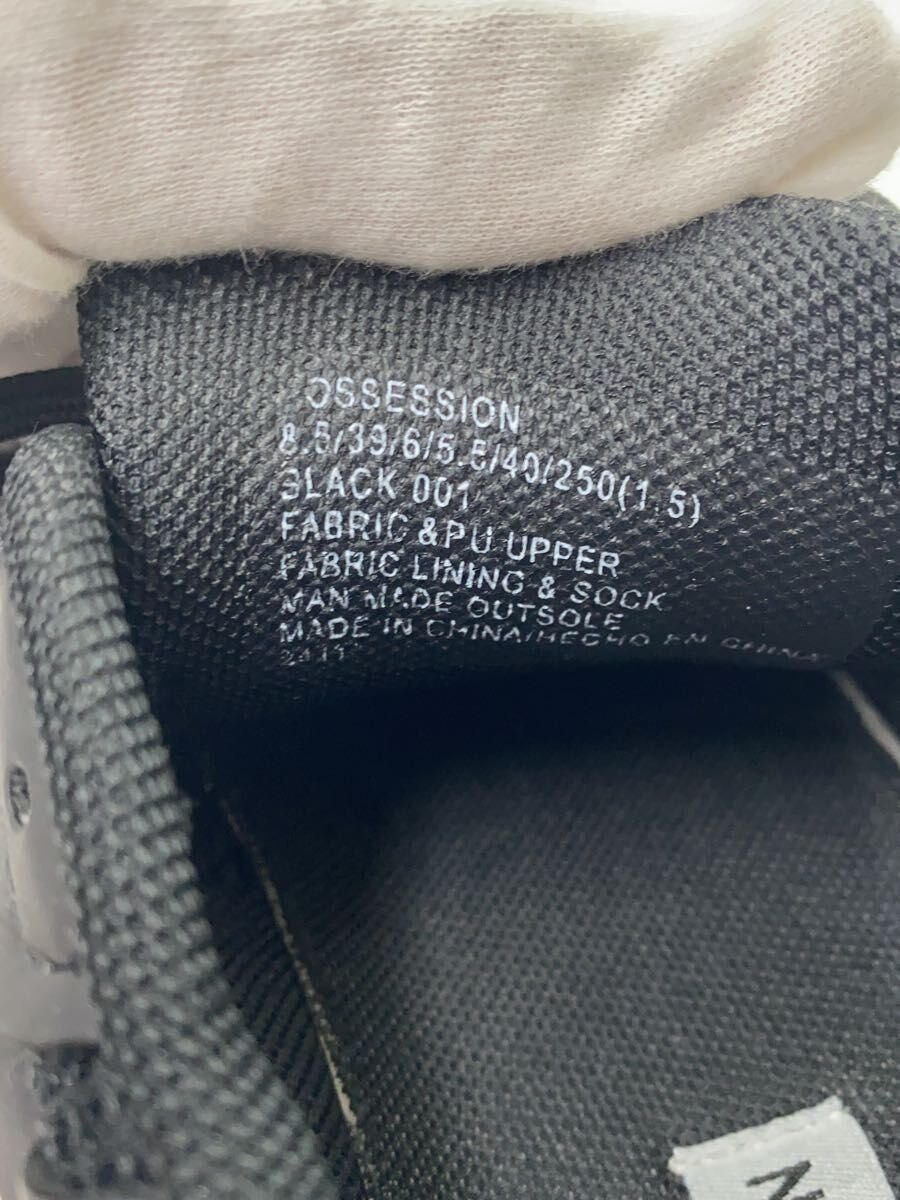 OSSESSION
8.5/39/6/5.5/40/250(1.5)
BLACK 001
FABRIC &PU UPPER
FABRIC LINING & SOCK
MAN MADE OUTSOLE
MADE IN CHINA/HECHO EN CHINA
N